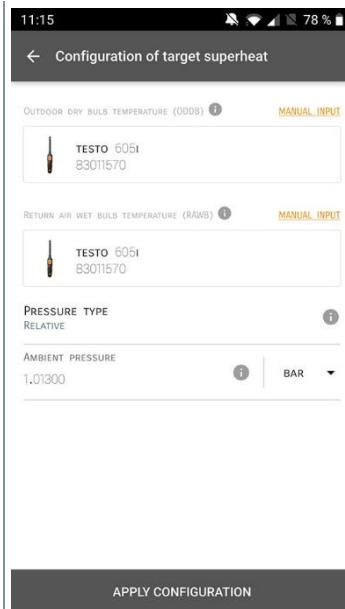 11:15 78 %
Configuration of target superheat
OUTDOOR DRY BULB TEMPERATURE (ODDB) MANUAL INPUT
TESTO 605I
83011570
RETURN AIR WET BULB TEMPERATURE (RAWB) MANUAL INPUT
TESTO 605I
83011570
PRESSURE TYPE
RELATIVE
AMBIENT PRESSURE
1.01300 BAR
APPLY CONFIGURATION